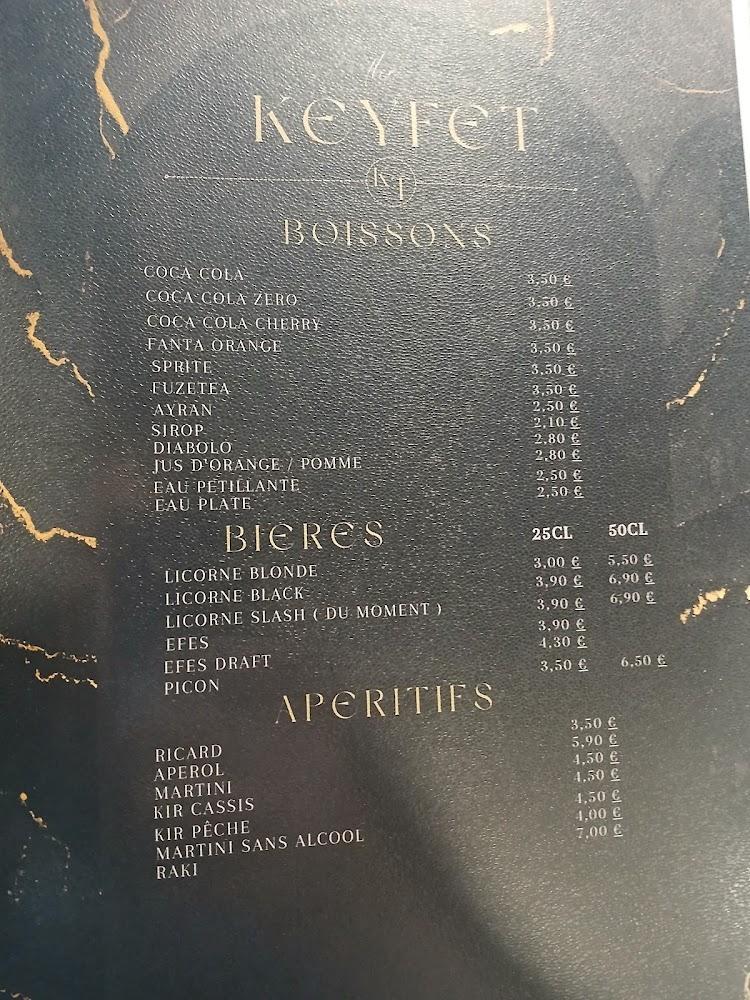 KEYFET
KT
BOISSONS
COCA COLA 3,50 €
COCA COLA ZERO 3,50 €
COCA COLA CHERRY 3,50 €
FANTA ORANGE 3,50 €
SPRITE 3,50 €
FUZETEA 3,50 €
AYRAN 2,50 €
SIROP 2,10 €
DIABOLO 2,80 €
JUS D'ORANGE / POMME 2,80 €
EAU PÉTILLANTE 2,50 €
EAU PLATE 2,50 €
BIERES 25CL 50CL
LICORNE BLONDE 3,00 € 5,50 €
LICORNE BLACK 3,90 € 6,90 €
LICORNE SLASH ( DU MOMENT ) 3,90 € 6,90 €
EFES 3,90 €
EFES DRAFT 4,30 €
PICON 3,50 € 6,50 €
APERITIFS
RICARD 3,50 €
APEROL 5,90 €
MARTINI 4,50 €
KIR CASSIS 4,50 €
KIR PÊCHE 4,50 €
MARTINI SANS ALCOOL 4,00 €
RAKI 7,00 €